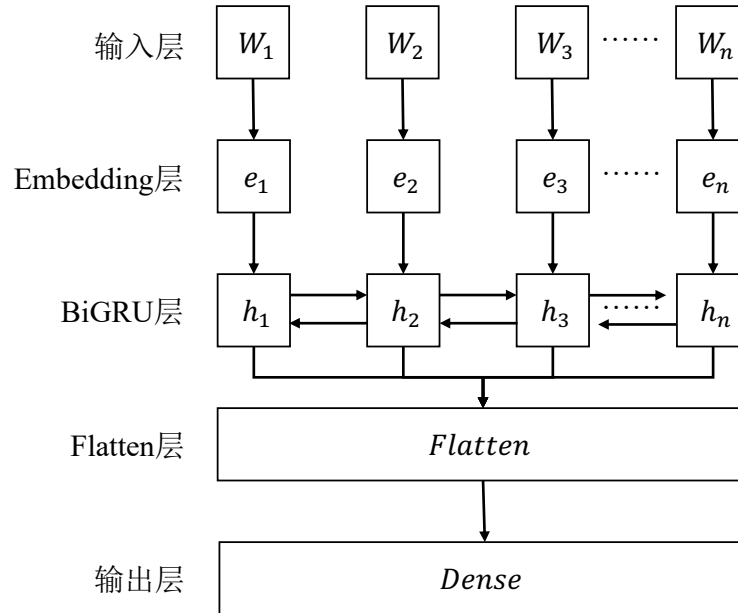 输入层 W₁ W₂ W₃ ⋯⋯ Wₙ
Embedding层 e₁ e₂ e₃ ⋯⋯ eₙ
BiGRU层 h₁ h₂ h₃ ⋯⋯ hₙ
Flatten层 Flatten
输出层 Dense